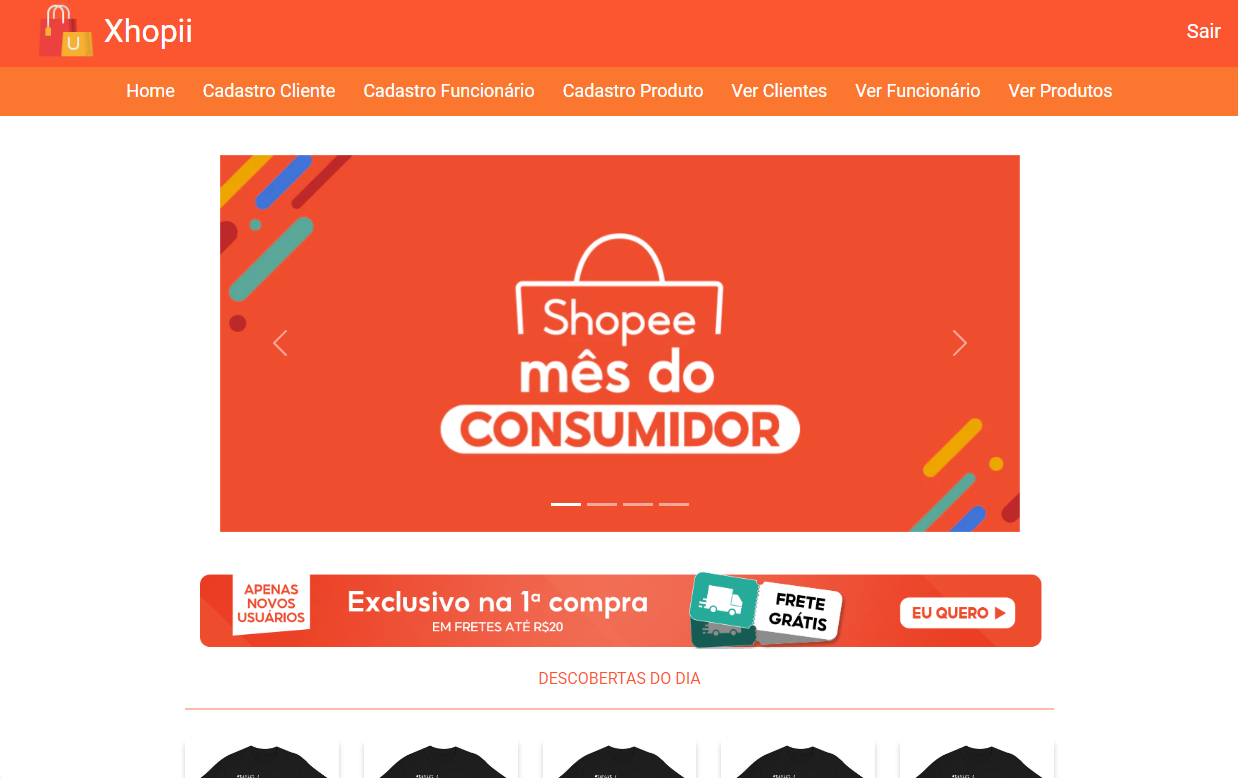 Xhopii
Sair
Home Cadastro Cliente Cadastro Funcionário Cadastro Produto Ver Clientes Ver Funcionário Ver Produtos
Shopee
mês do
CONSUMIDOR
APENAS
NOVOS
USUÁRIOS
Exclusivo na 1ª compra
EM FRETES ATÉ R$20
FRETE
GRÁTIS
EU QUERO
DESCOBERTAS DO DIA